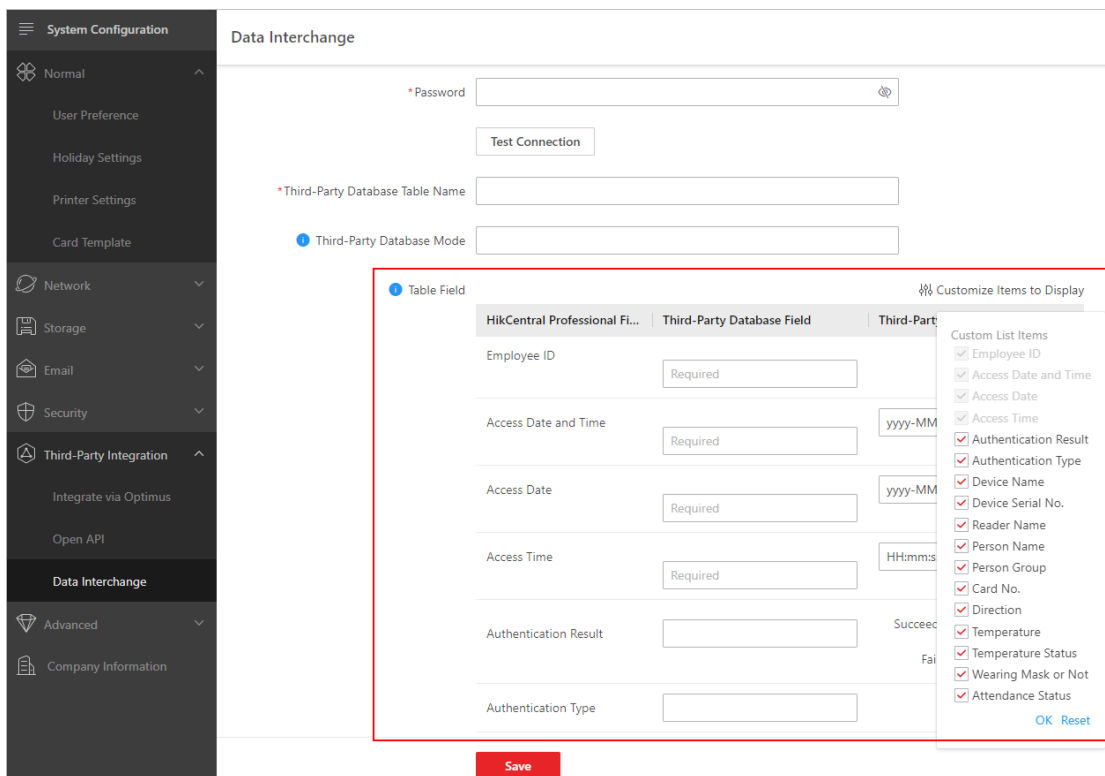 System Configuration
Normal
User Preference
Holiday Settings
Printer Settings
Card Template
Network
Storage
Email
Security
Third-Party Integration
Integrate via Optimus
Open API
Data Interchange
Advanced
Company Information
Data Interchange
*Password
Test Connection
*Third-Party Database Table Name
Third-Party Database Mode
Table Field
Customize Items to Display
HikCentral Professional Fi... Third-Party Database Field Third-Part
Employee ID
Required
Access Date and Time
Required
yyyy-MM
Access Date
Required
yyyy-MM
Access Time
Required
HH:mm:s
Authentication Result
Succeed
Fai
Authentication Type
Custom List Items
Employee ID
Access Date and Time
Access Date
Access Time
Authentication Result
Authentication Type
Device Name
Device Serial No.
Reader Name
Person Name
Person Group
Card No.
Direction
Temperature
Temperature Status
Wearing Mask or Not
Attendance Status
OK Reset
Save